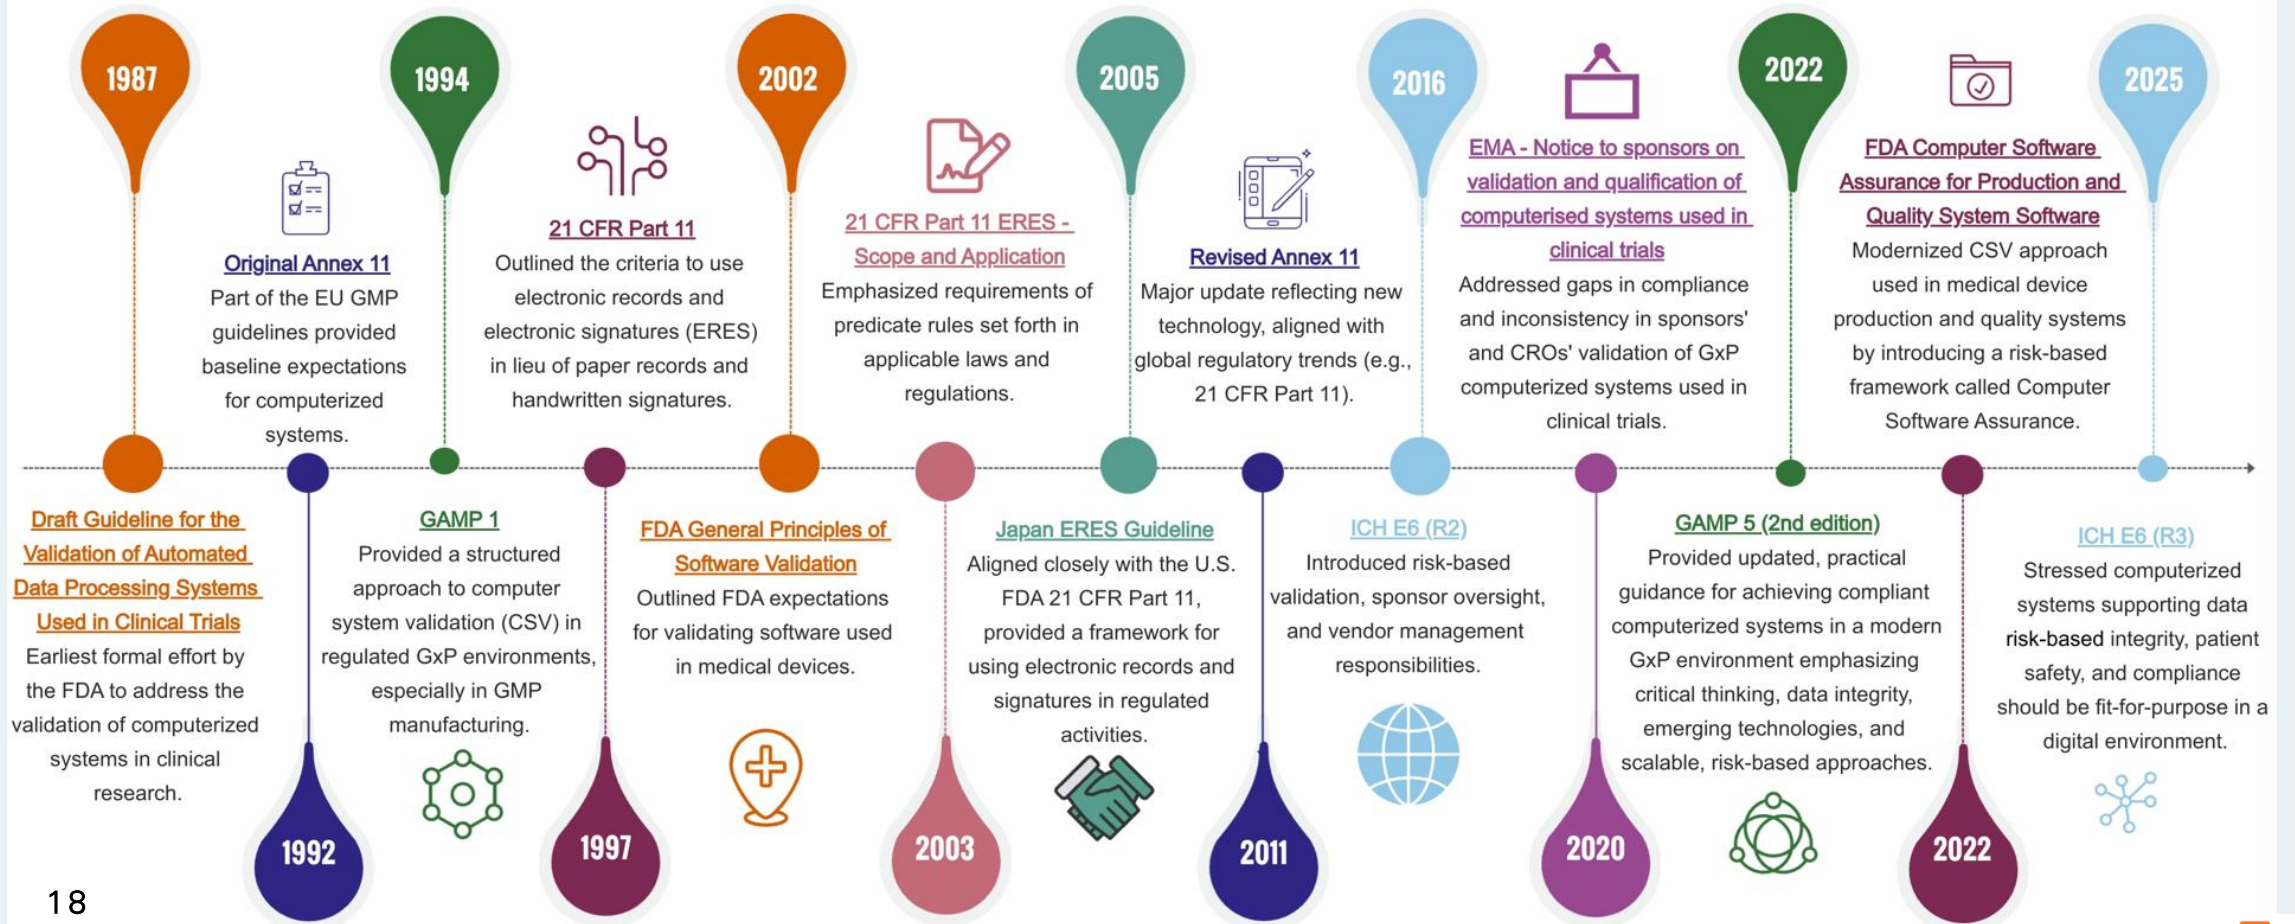 1987
Draft Guideline for the
Validation of Automated
Data Processing Systems
Used in Clinical Trials
Earliest formal effort by
the FDA to address the
validation of computerized
systems in clinical
research.
Original Annex 11
Part of the EU GMP
guidelines provided
baseline expectations
for computerized
systems.
1992
1994
GAMP 1
Provided a structured
approach to computer
system validation (CSV) in
regulated GxP environments,
especially in GMP
manufacturing.
21 CFR Part 11
Outlined the criteria to use
electronic records and
electronic signatures (ERES)
in lieu of paper records and
handwritten signatures.
1997
2002
FDA General Principles of
Software Validation
Outlined FDA expectations
for validating software used
in medical devices.
21 CFR Part 11 ERES -
Scope and Application
Emphasized requirements of
predicate rules set forth in
applicable laws and
regulations.
2003
2005
Japan ERES Guideline
Aligned closely with the U.S.
FDA 21 CFR Part 11,
provided a framework for
using electronic records and
signatures in regulated
activities.
Revised Annex 11
Major update reflecting new
technology, aligned with
global regulatory trends (e.g.,
21 CFR Part 11).
2011
2016
ICH E6 (R2)
Introduced risk-based
validation, sponsor oversight,
and vendor management
responsibilities.
EMA - Notice to sponsors on
validation and qualification of
computerised systems used in
clinical trials
Addressed gaps in compliance
and inconsistency in sponsors'
and CROs' validation of GxP
computerized systems used in
clinical trials.
2020
2022
GAMP 5 (2nd edition)
Provided updated, practical
guidance for achieving compliant
computerized systems in a modern
GxP environment emphasizing
critical thinking, data integrity,
emerging technologies, and
scalable, risk-based approaches.
FDA Computer Software
Assurance for Production and
Quality System Software
Modernized CSV approach
used in medical device
production and quality systems
by introducing a risk-based
framework called Computer
Software Assurance.
2022
2025
ICH E6 (R3)
Stressed computerized
systems supporting data
risk-based integrity, patient
safety, and compliance
should be fit-for-purpose in a
digital environment.
18